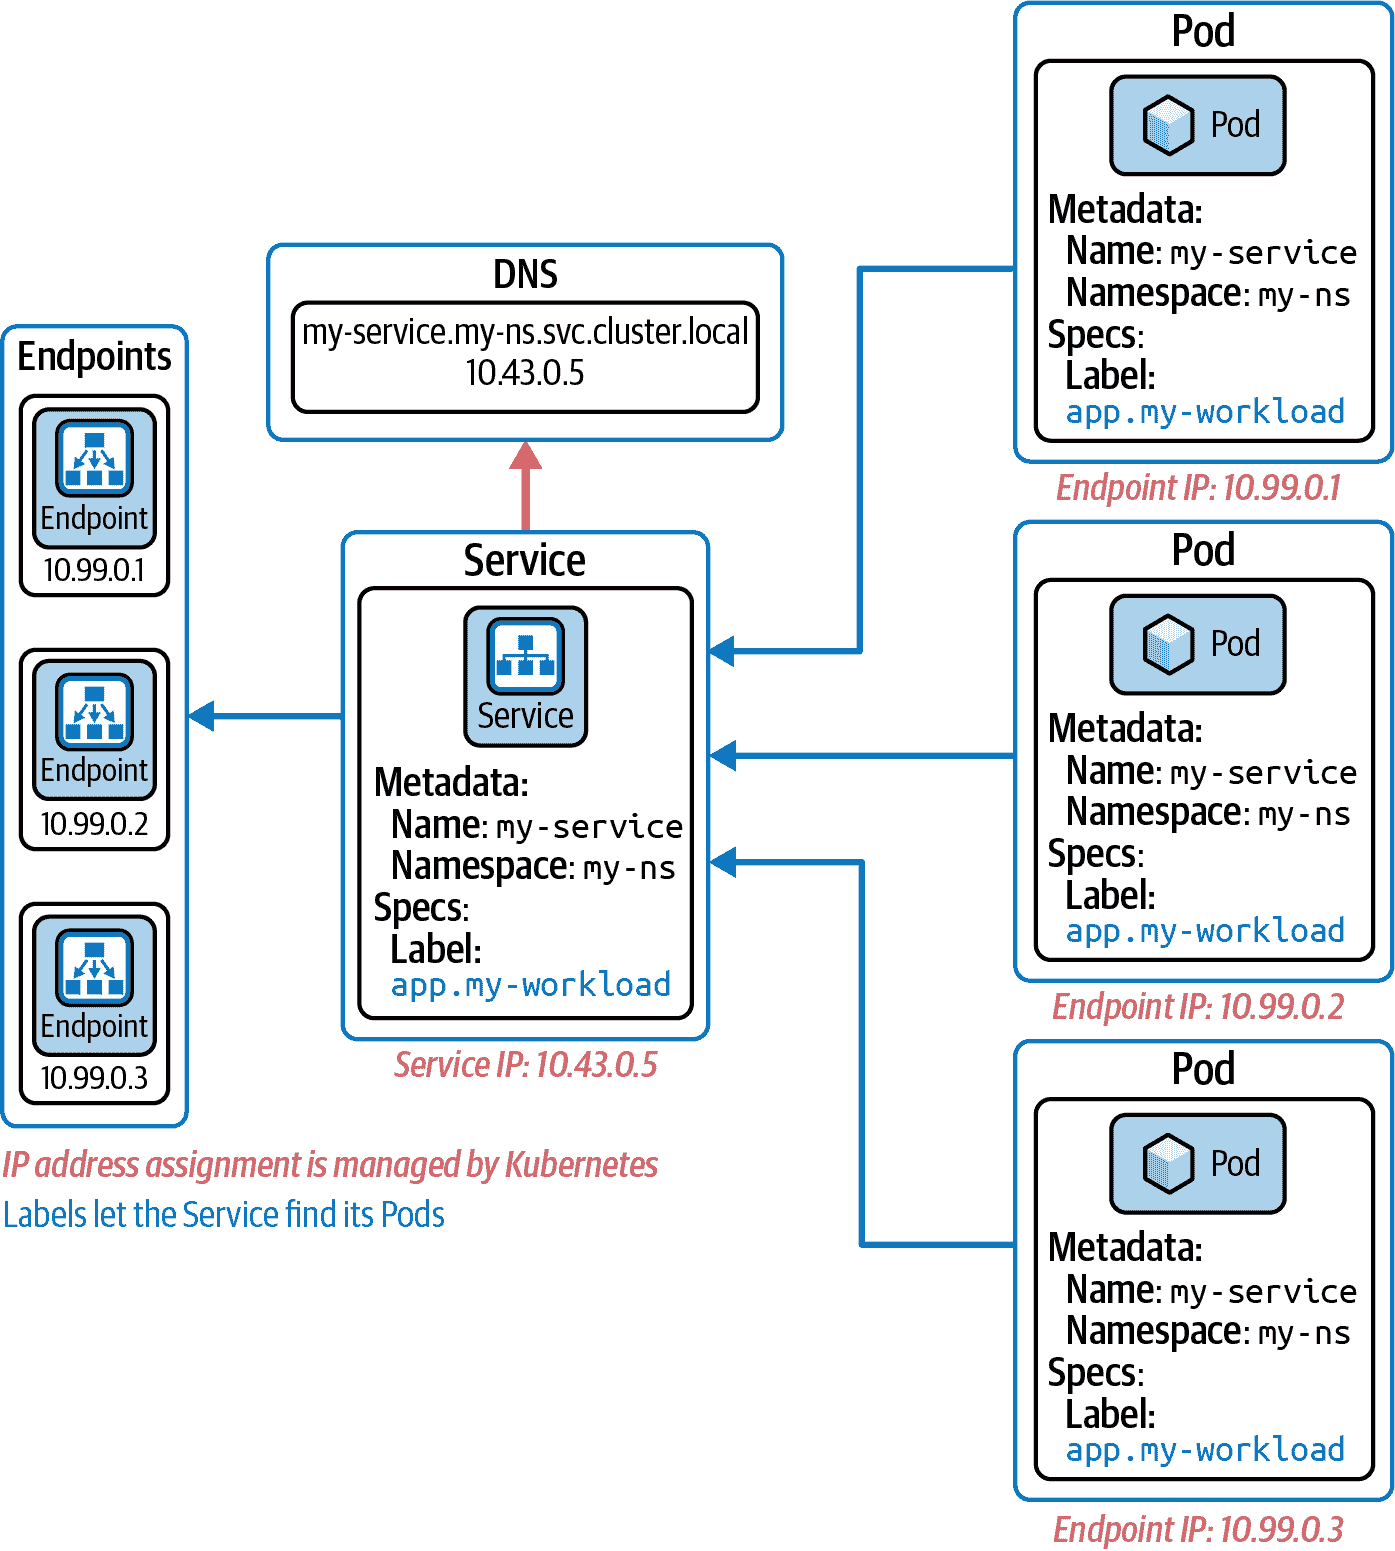 Endpoints
Endpoint
10.99.0.1
Endpoint
10.99.0.2
Endpoint
10.99.0.3
DNS
my-service.my-ns.svc.cluster.local
10.43.0.5
Service
Service
Metadata:
Name: my-service
Namespace: my-ns
Specs:
Label:
app.my-workload
Service IP: 10.43.0.5
Pod
Pod
Metadata:
Name: my-service
Namespace: my-ns
Specs:
Label:
app.my-workload
Endpoint IP: 10.99.0.1
Pod
Pod
Metadata:
Name: my-service
Namespace: my-ns
Specs:
Label:
app.my-workload
Endpoint IP: 10.99.0.2
Pod
Pod
Metadata:
Name: my-service
Namespace: my-ns
Specs:
Label:
app.my-workload
Endpoint IP: 10.99.0.3
IP address assignment is managed by Kubernetes
Labels let the Service find its Pods